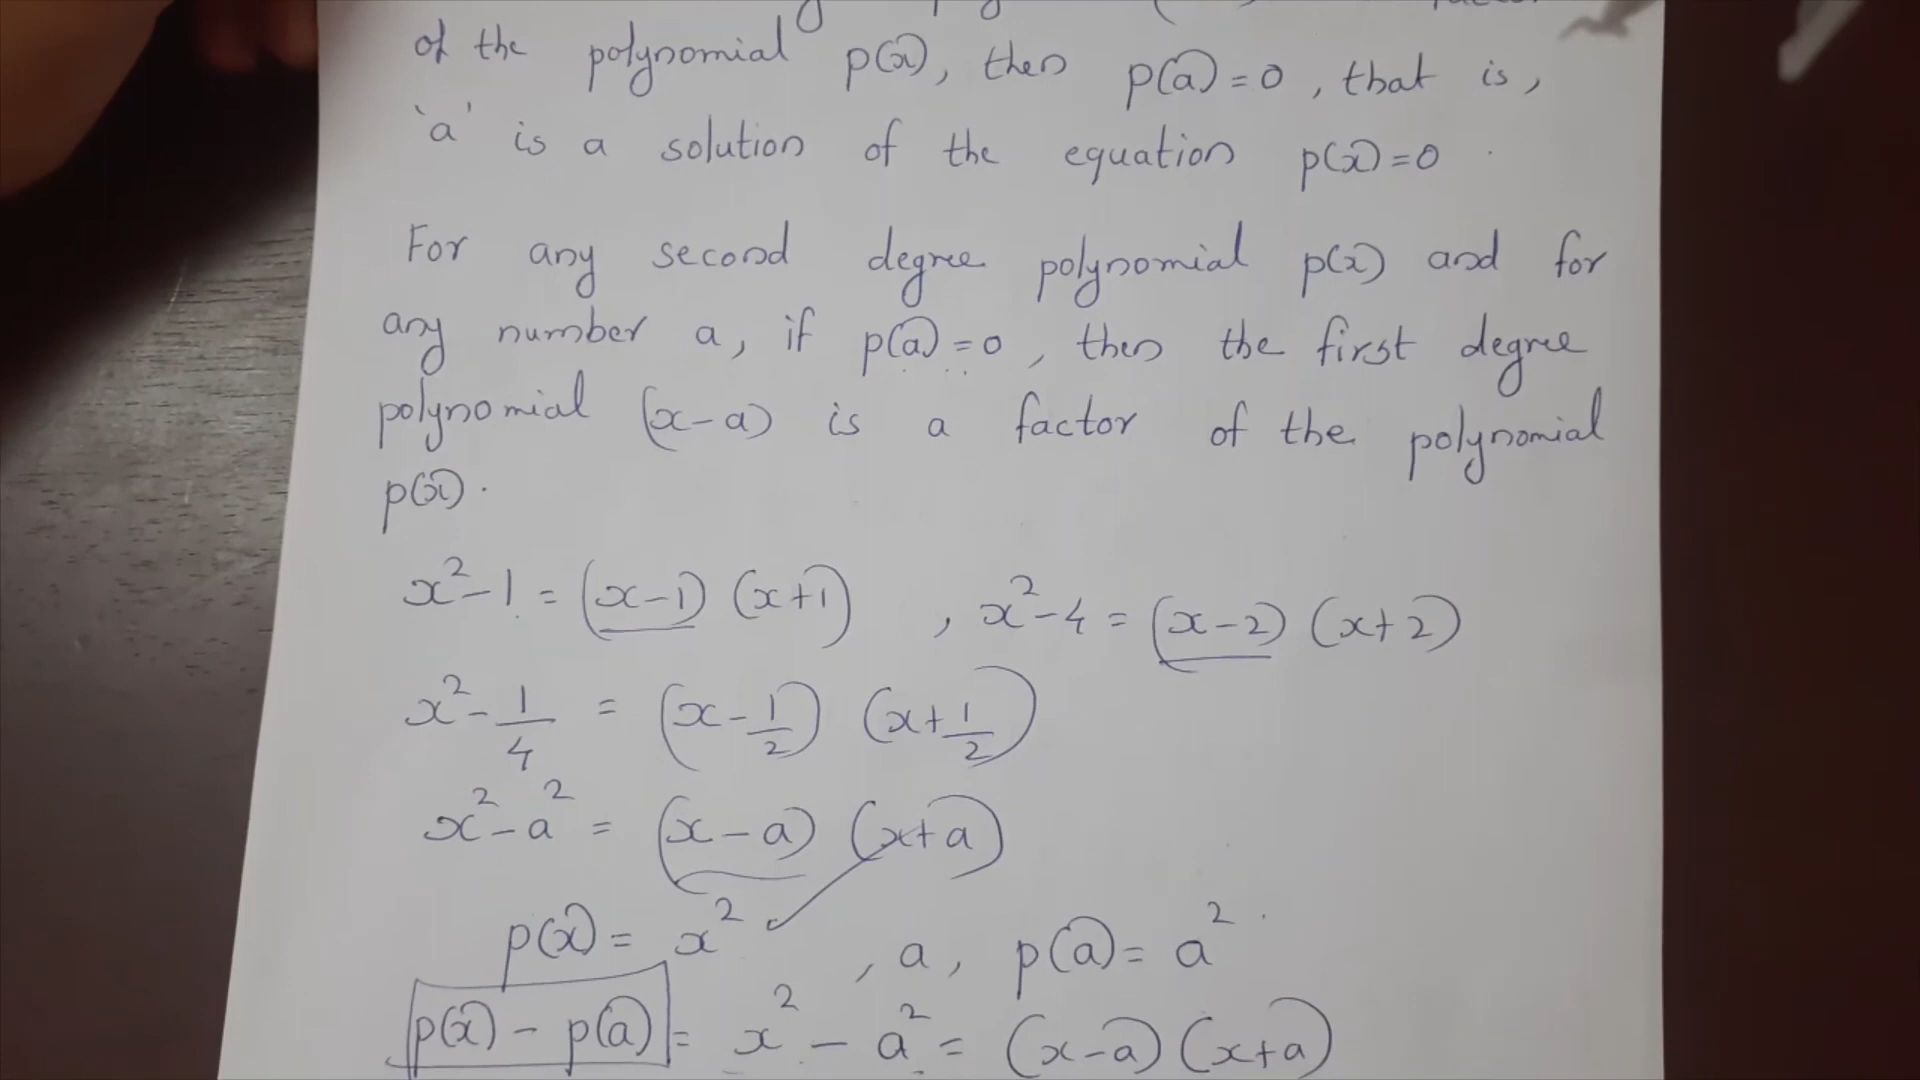 of the polynomial p(x), then p(a)=0, that is,
'a' is a solution of the equation p(x)=0.
For any second degree polynomial p(x) and for
any number a, if p(a)=0, then the first degree
polynomial (x-a) is a factor of the polynomial
p(x).
x²-1 = (x-1) (x+1) , x²-4 = (x-2) (x+2)
x²-1/4 = (x-1/2) (x+1/2)
x²-a² = (x-a) (x+a)
p(x) = x² , a, p(a) = a².
p(x) - p(a) = x² - a² = (x-a) (x+a)